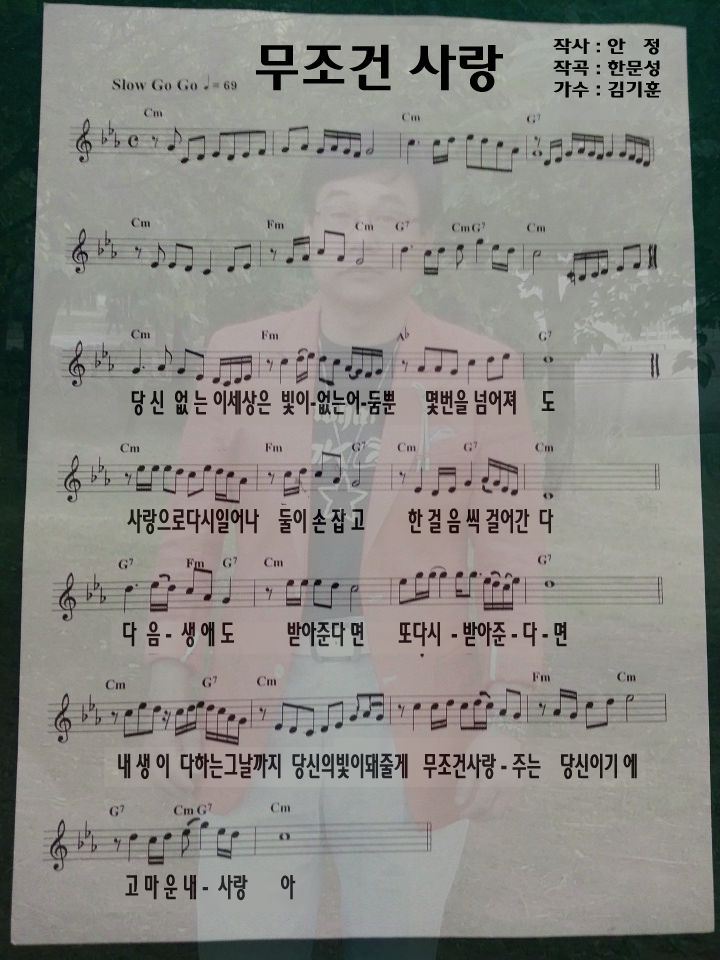 무조건 사랑
작사 : 안 정
작곡 : 한문성
가수 : 김기훈
Slow Go Go ♩= 69
Cm Cm G7
Cm Fm Cm G7 Cm G7 Cm
Cm Fm Ab G7
당 신 없 는 이세상은 빛이-없는어-둠뿐 몇번을 넘어져 도
Cm Fm G7 Cm G7 Cm
사랑으로다시일어나 둘이 손 잡 고 한 걸 음 씩 걸어간 다
G7 Fm G7 Cm G7
다 음 - 생 애 도 받아준다 면 또다시 - 받아준 - 다 - 면
Cm G7 Cm Fm Cm
내 생 이 다하는그날까지 당신의빛이돼줄게 무조건사랑 - 주는 당신이기 에
G7 Cm G7 Cm
고 마 운 내 - 사랑 아